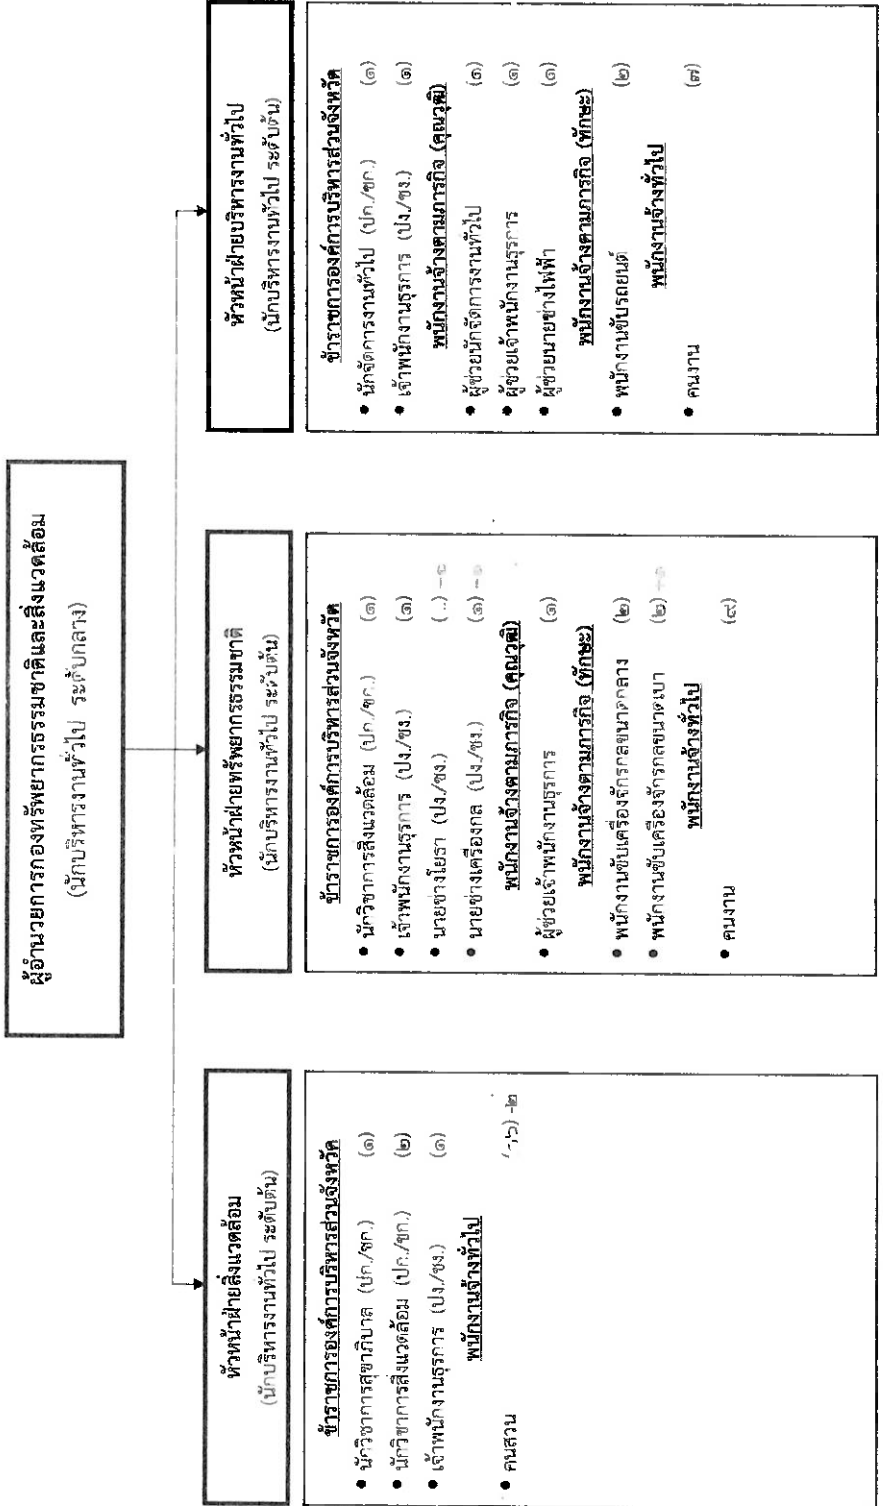 ผู้อำนวยการกองทรัพยากรธรรมชาติและสิ่งแวดล้อม
(นักบริหารงานทั่วไป ระดับกลาง)
หัวหน้าฝ่ายสิ่งแวดล้อม
(นักบริหารงานทั่วไป ระดับต้น)
ข้าราชการองค์การบริหารส่วนจังหวัด
• นักวิชาการสุขาภิบาล (ปก./ชก.) (๑)
• นักวิชาการสิ่งแวดล้อม (ปก./ชก.) (๒)
• เจ้าพนักงานธุรการ (ปง./ชง.) (๑)
พนักงานจ้างทั่วไป
• คนสวน -๒
หัวหน้าฝ่ายทรัพยากรธรรมชาติ
(นักบริหารงานทั่วไป ระดับต้น)
ข้าราชการองค์การบริหารส่วนจังหวัด
• นักวิชาการสิ่งแวดล้อม (ปก./ชก.) (๑)
• เจ้าพนักงานธุรการ (ปง./ชง.) (๑)
• นายช่างโยธา (ปง./ชง.)
• นายช่างเครื่องกล (ปง./ชง.) (๑) -๑
พนักงานจ้างตามภารกิจ (คุณวุฒิ)
• ผู้ช่วยเจ้าพนักงานธุรการ (๑)
พนักงานจ้างตามภารกิจ (ทักษะ)
• พนักงานขับเครื่องจักรกลขนาดกลาง (๒)
• พนักงานขับเครื่องจักรกลขนาดเบา (๒) -๑
พนักงานจ้างทั่วไป
• คนงาน (๘)
หัวหน้าฝ่ายบริหารงานทั่วไป
(นักบริหารงานทั่วไป ระดับต้น)
ข้าราชการองค์การบริหารส่วนจังหวัด
• นักจัดการงานทั่วไป (ปก./ชก.) (๑)
• เจ้าพนักงานธุรการ (ปง./ชง.) (๑)
พนักงานจ้างตามภารกิจ (คุณวุฒิ)
• ผู้ช่วยนักจัดการงานทั่วไป (๑)
• ผู้ช่วยเจ้าพนักงานธุรการ (๑)
• ผู้ช่วยนายช่างไฟฟ้า (๑)
พนักงานจ้างตามภารกิจ (ทักษะ)
• พนักงานขับรถยนต์ (๒)
พนักงานจ้างทั่วไป
• คนงาน (๗)